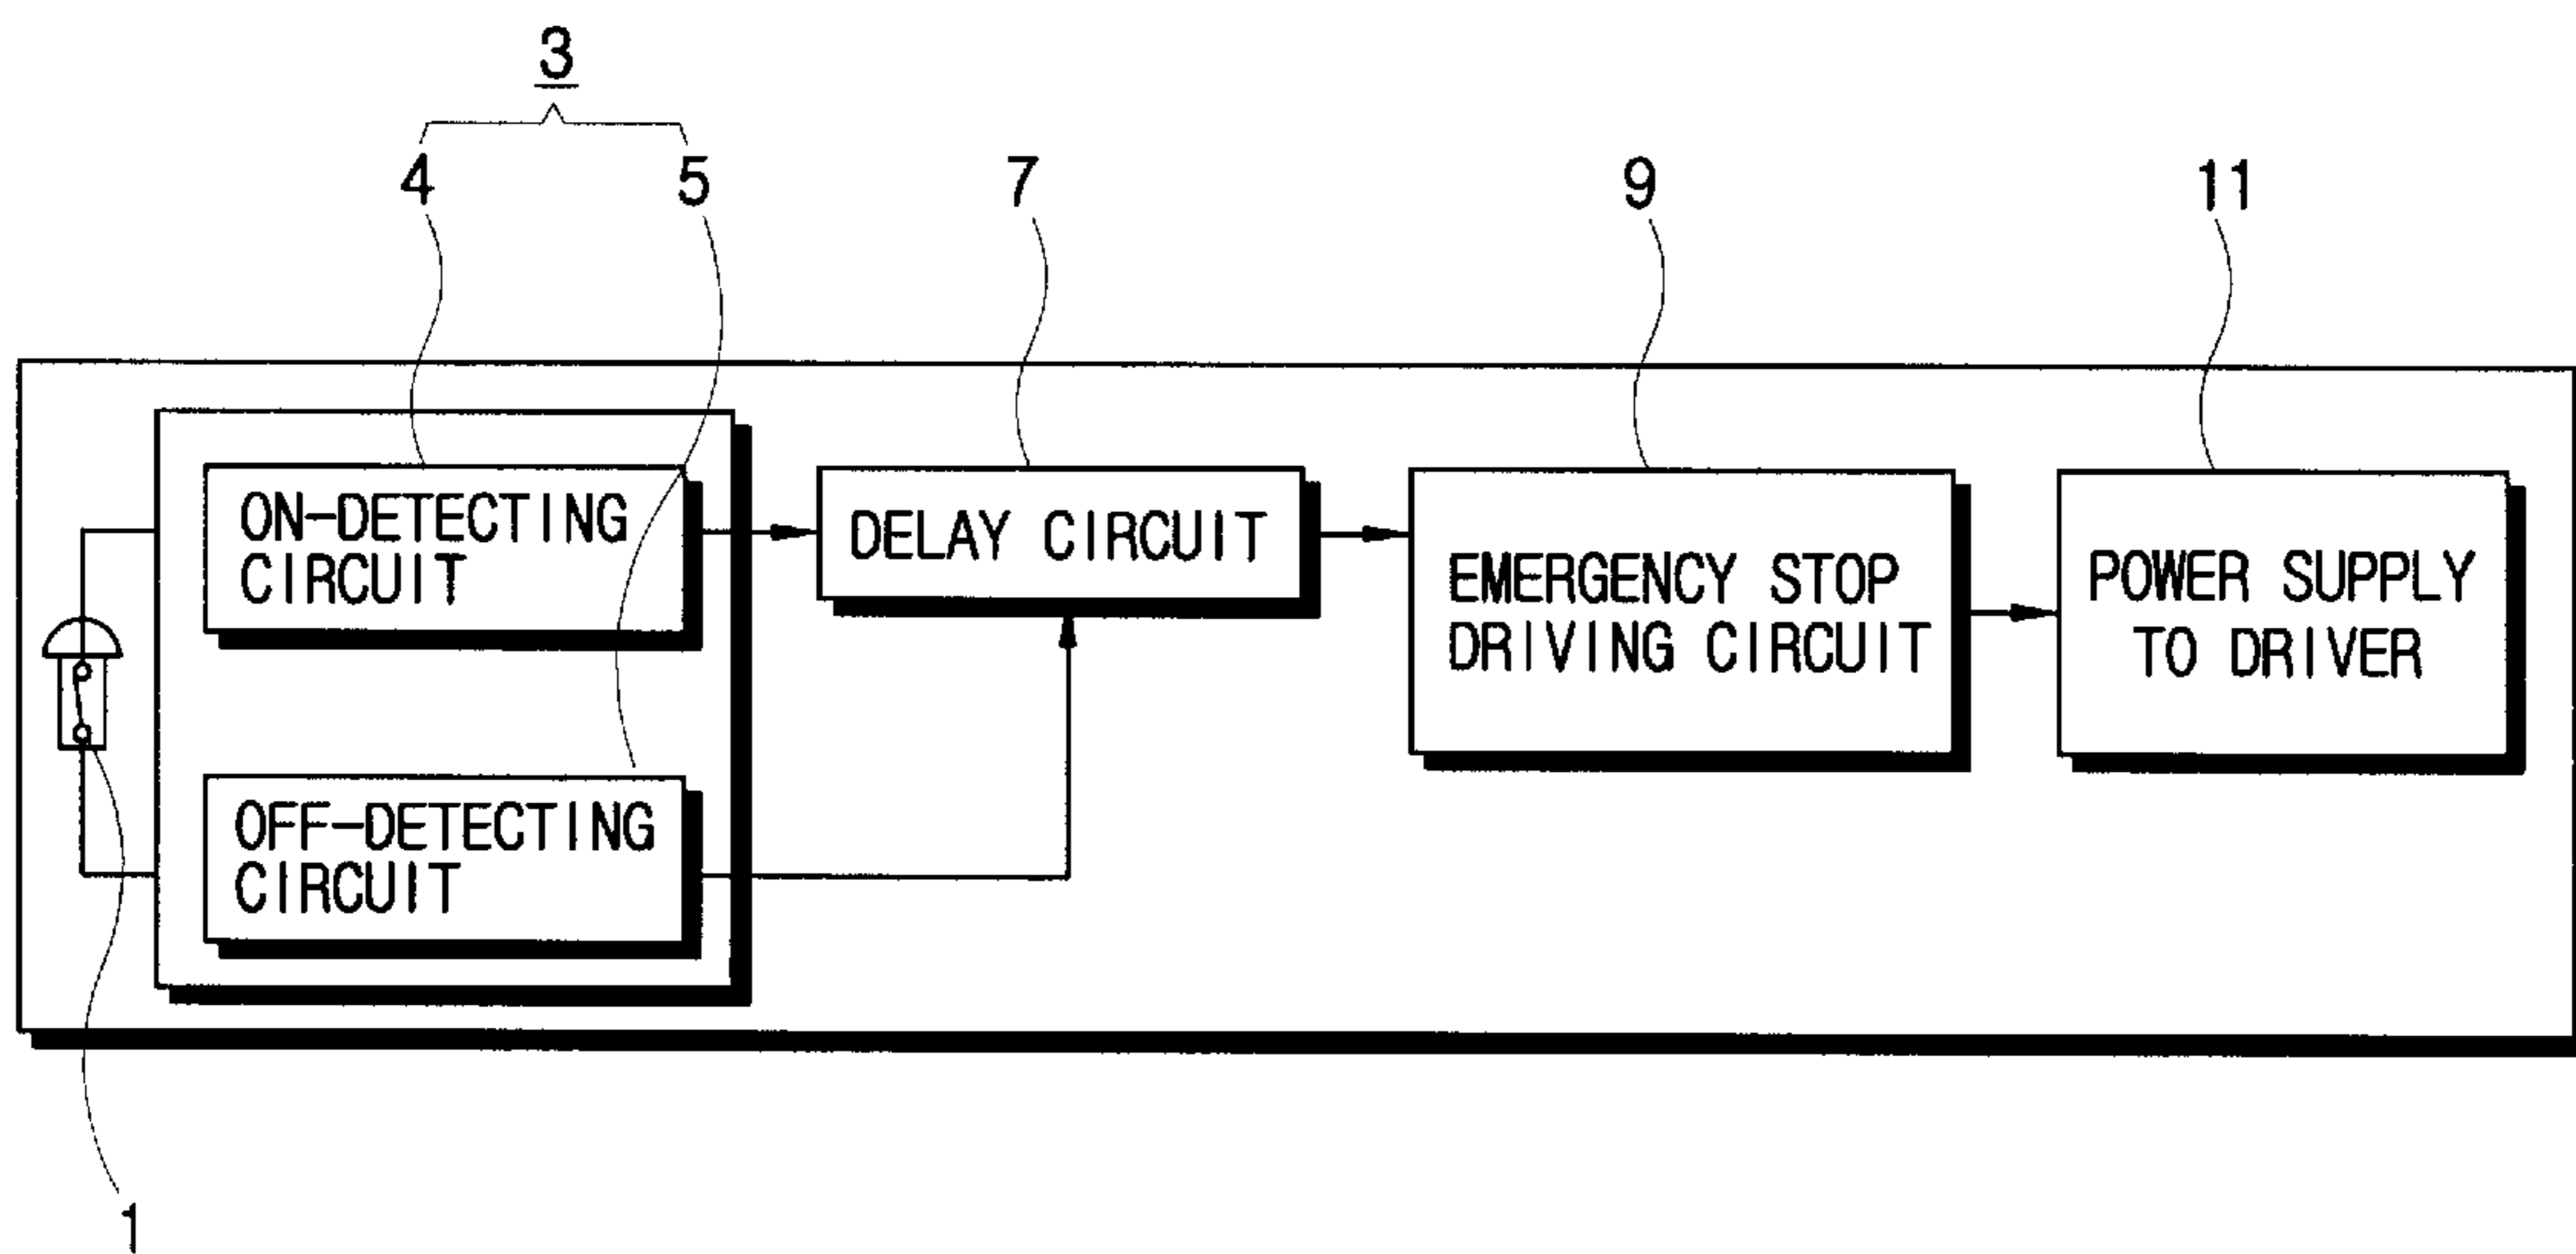 3
4 5 7 9 11
ON-DETECTING
CIRCUIT
DELAY CIRCUIT
EMERGENCY STOP
DRIVING CIRCUIT
POWER SUPPLY
TO DRIVER
OFF-DETECTING
CIRCUIT
1